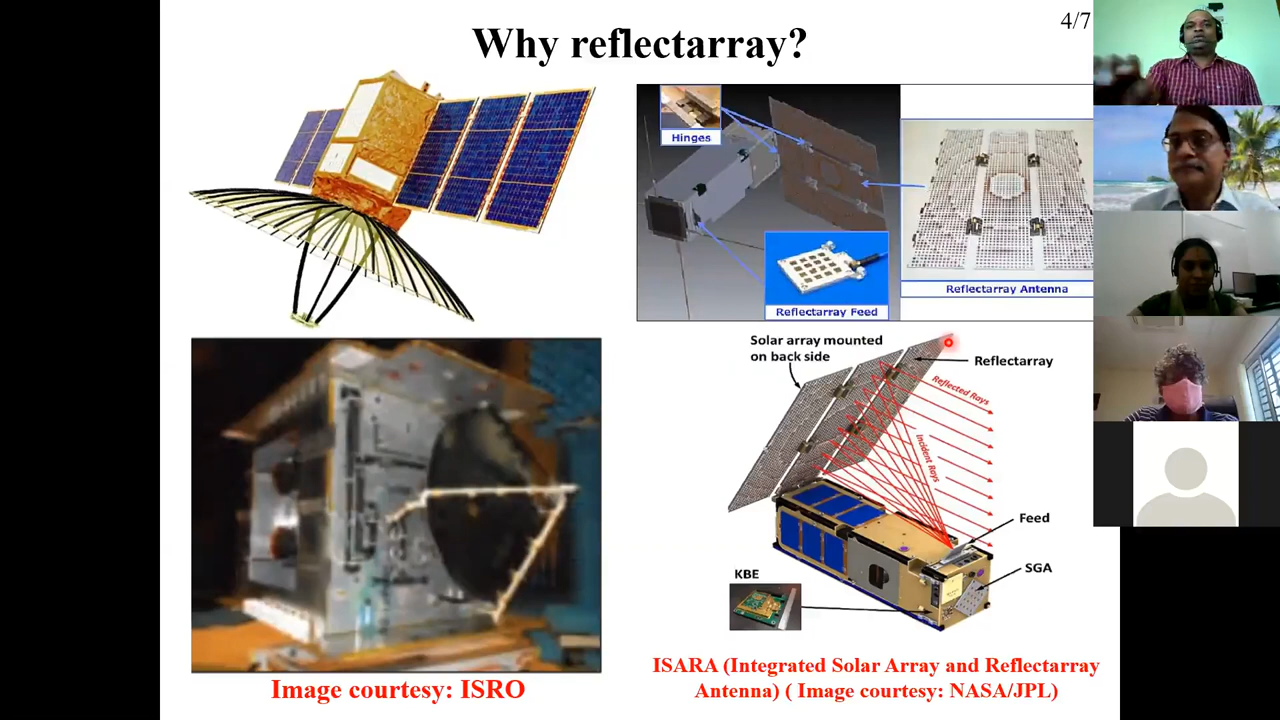 4/7
Why reflectarray?
Hinges
Reflectarray Feed
Reflectarray Antenna
Solar array mounted
on back side
Reflectarray
Reflected Rays
Incident Rays
Feed
SGA
KBE
Image courtesy: ISRO
ISARA (Integrated Solar Array and Reflectarray
Antenna) ( Image courtesy: NASA/JPL)